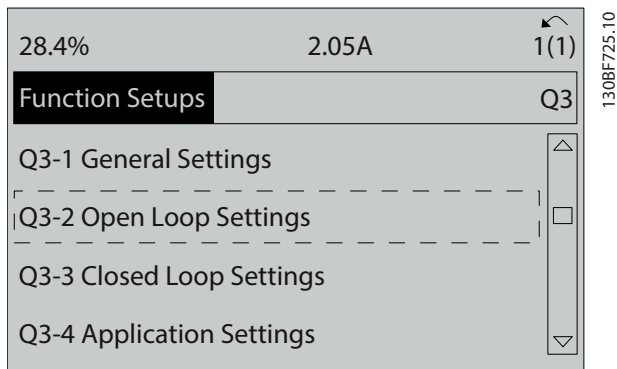 28.4% 2.05A 1(1)
Function Setups Q3
Q3-1 General Settings
Q3-2 Open Loop Settings
Q3-3 Closed Loop Settings
Q3-4 Application Settings
130BF725.10